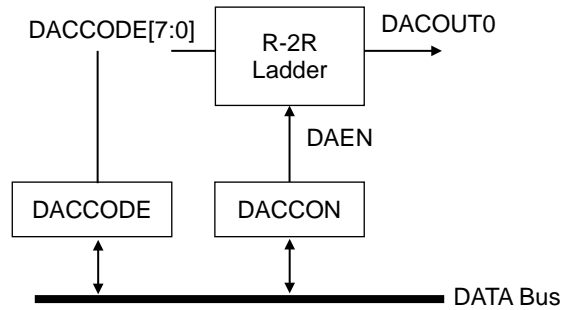 DACCODE[7:0]
R-2R
Ladder
DACOUT0
DAEN
DACCODE
DACCON
DATA Bus